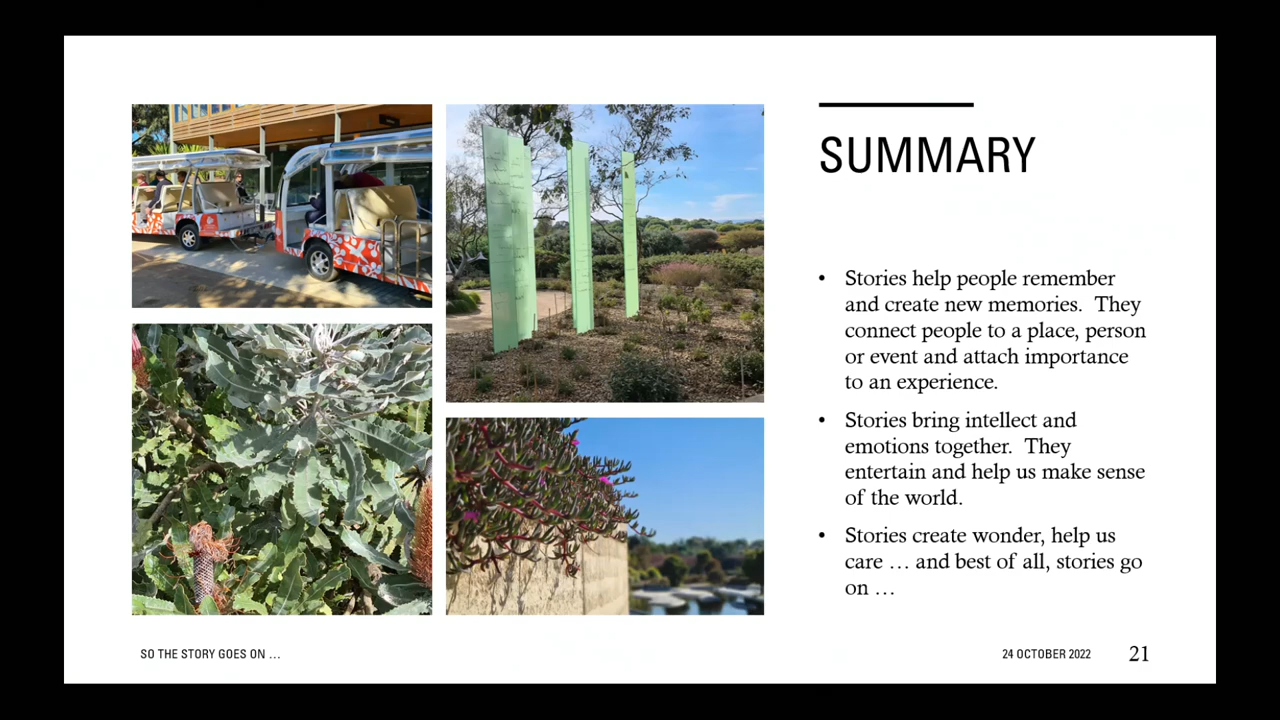 SUMMARY
• Stories help people remember
and create new memories.  They
connect people to a place, person
or event and attach importance
to an experience.
• Stories bring intellect and
emotions together.  They
entertain and help us make sense
of the world.
• Stories create wonder, help us
care … and best of all, stories go
on …
SO THE STORY GOES ON …
24 OCTOBER 2022
21